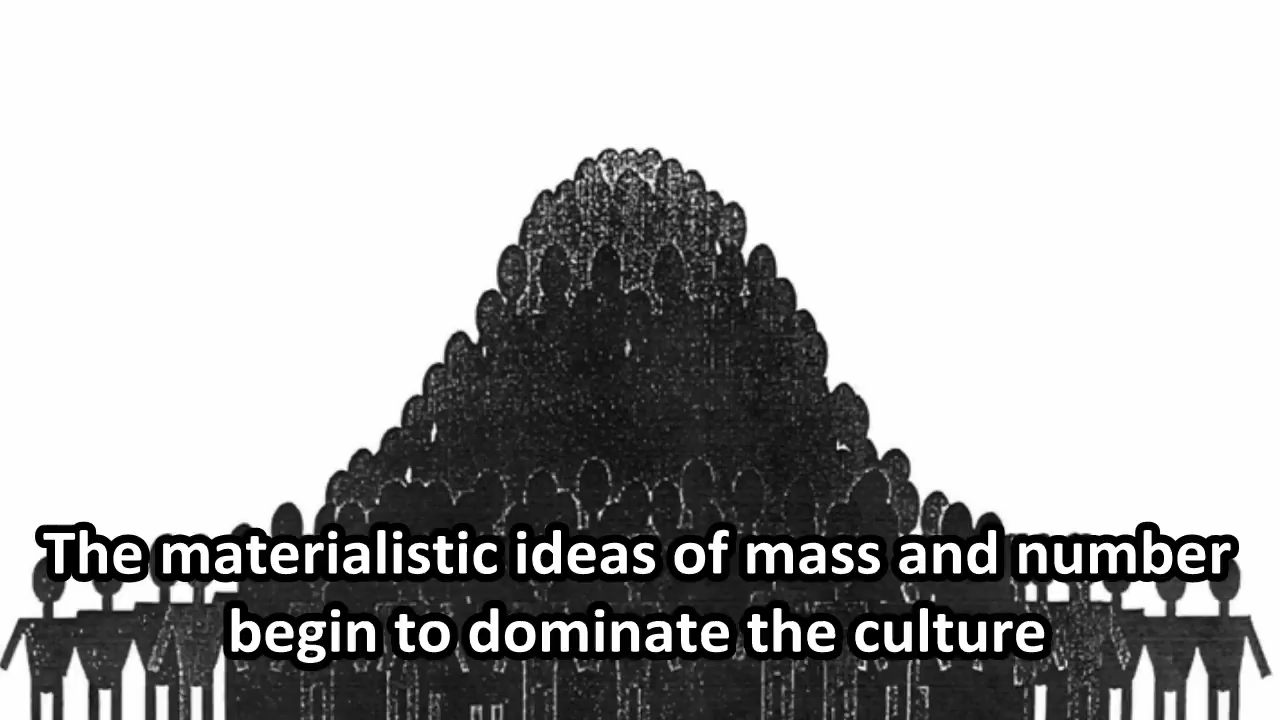 The materialistic ideas of mass and number
begin to dominate the culture